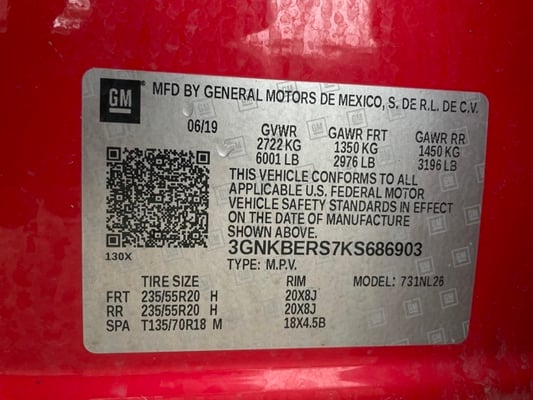 GM
MFD BY GENERAL MOTORS DE MEXICO, S. DE R.L. DE C.V.
06/19 GVWR GAWR FRT GAWR RR
2722 KG 1350 KG 1450 KG
6001 LB 2976 LB 3196 LB
THIS VEHICLE CONFORMS TO ALL
APPLICABLE U.S. FEDERAL MOTOR
VEHICLE SAFETY STANDARDS IN EFFECT
ON THE DATE OF MANUFACTURE
SHOWN ABOVE.
3GNKBERS7KS686903
130X
TYPE: M.P.V. MODEL: 731NL26
TIRE SIZE RIM
FRT 235/55R20 H 20X8J
RR 235/55R20 H 20X8J
SPA T135/70R18 M 18X4.5B